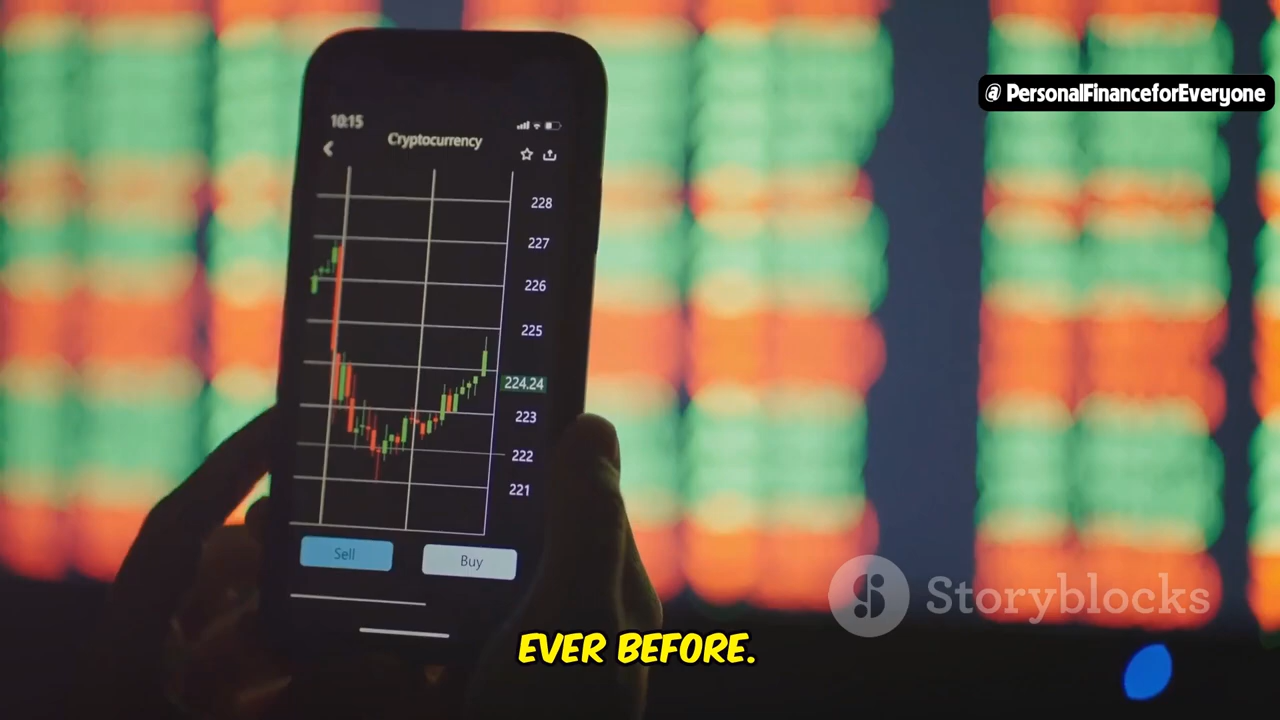 @ PersonalFinanceforEveryone
10:15
Cryptocurrency
228
227
226
225
224.24
223
222
221
Sell
Buy
Storyblocks
EVER BEFORE.